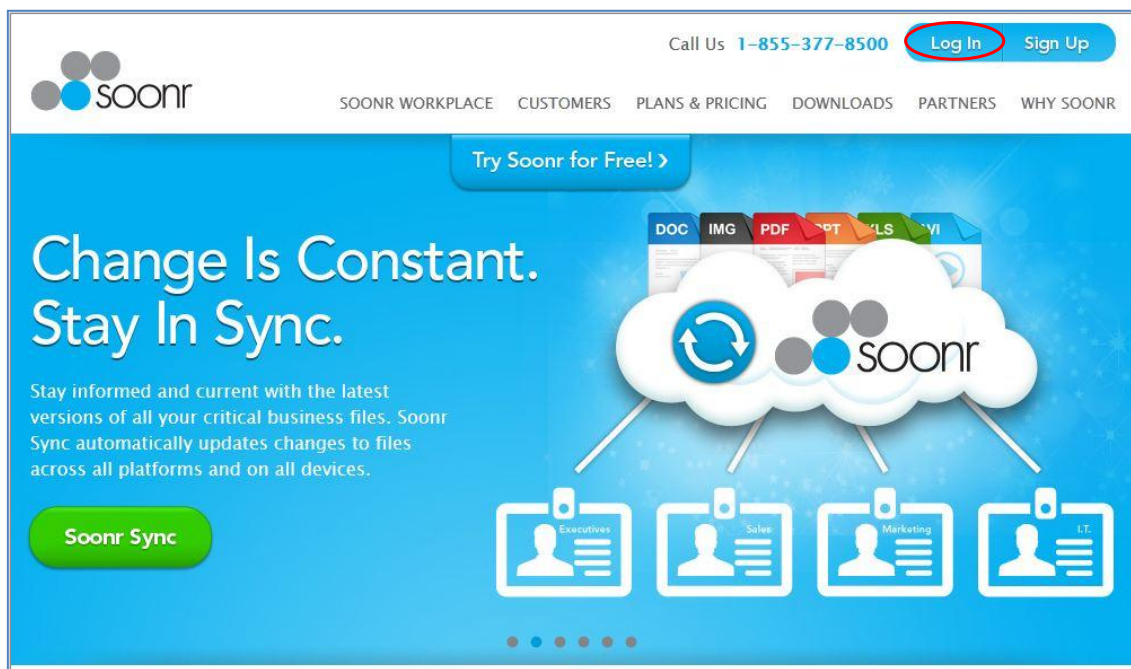 Call Us 1-855-377-8500 Log In Sign Up
soonr
SOONR WORKPLACE CUSTOMERS PLANS & PRICING DOWNLOADS PARTNERS WHY SOONR
Try Soonr for Free! ›
DOC IMG PDF PPT XLS AVI
Change Is Constant.
Stay In Sync.
soonr
Stay informed and current with the latest
versions of all your critical business files. Soonr
Sync automatically updates changes to files
across all platforms and on all devices.
Soonr Sync
Executives Sales Marketing I.T.